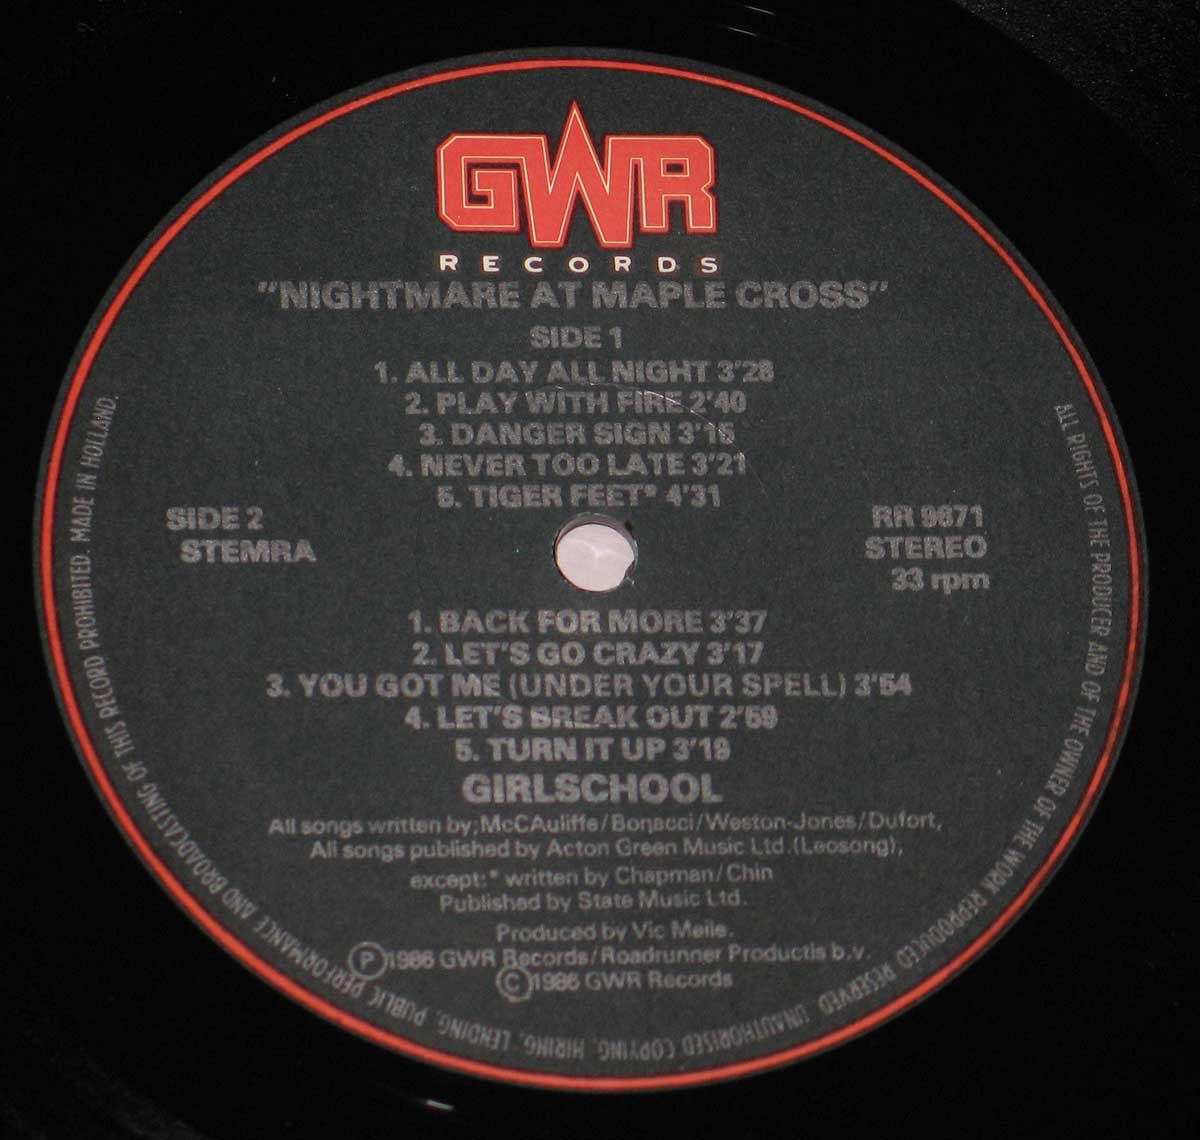 GWR
RECORDS
"NIGHTMARE AT MAPLE CROSS"
SIDE 1
1. ALL DAY ALL NIGHT 3'28
2. PLAY WITH FIRE 2'40
3. DANGER SIGN 3'15
4. NEVER TOO LATE 3'21
5. TIGER FEET* 4'31
SIDE 2
STEMRA
RR 9671
STEREO
33 rpm
1. BACK FOR MORE 3'37
2. LET'S GO CRAZY 3'17
3. YOU GOT ME (UNDER YOUR SPELL) 3'54
4. LET'S BREAK OUT 2'59
5. TURN IT UP 3'19
GIRLSCHOOL
All songs written by; McCAuliffe/Bonacci/Weston-Jones/Dufort,
All songs published by Acton Green Music Ltd.(Leosong),
except:* written by Chapman/Chin
Published by State Music Ltd.
Produced by Vic Maile.
Ⓟ1986 GWR Records/Roadrunner Productis b.v.
©1986 GWR Records
ALL RIGHTS OF THE PRODUCER AND OF THE OWNER OF THE WORK REPRODUCED RESERVED. UNAUTHORISED COPYING, HIRING, LENDING, PUBLIC PERFORMANCE AND BROADCASTING OF THIS RECORD PROHIBITED. MADE IN HOLLAND.